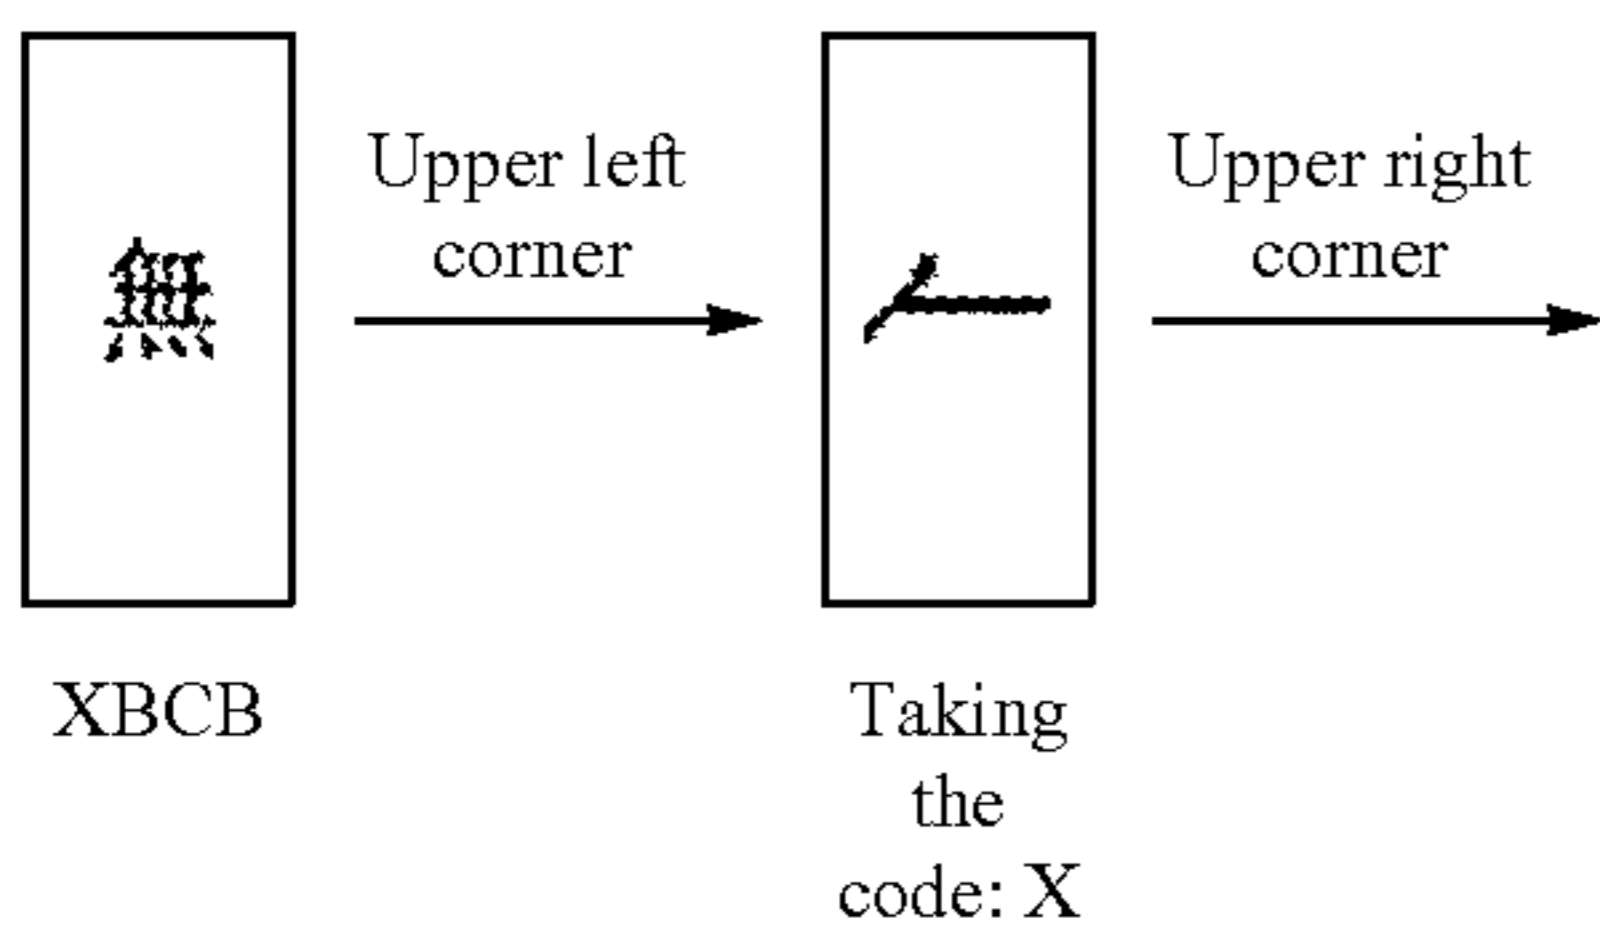 無
XBCB
Upper left
corner
𠂉
Taking
the
code: X
Upper right
corner